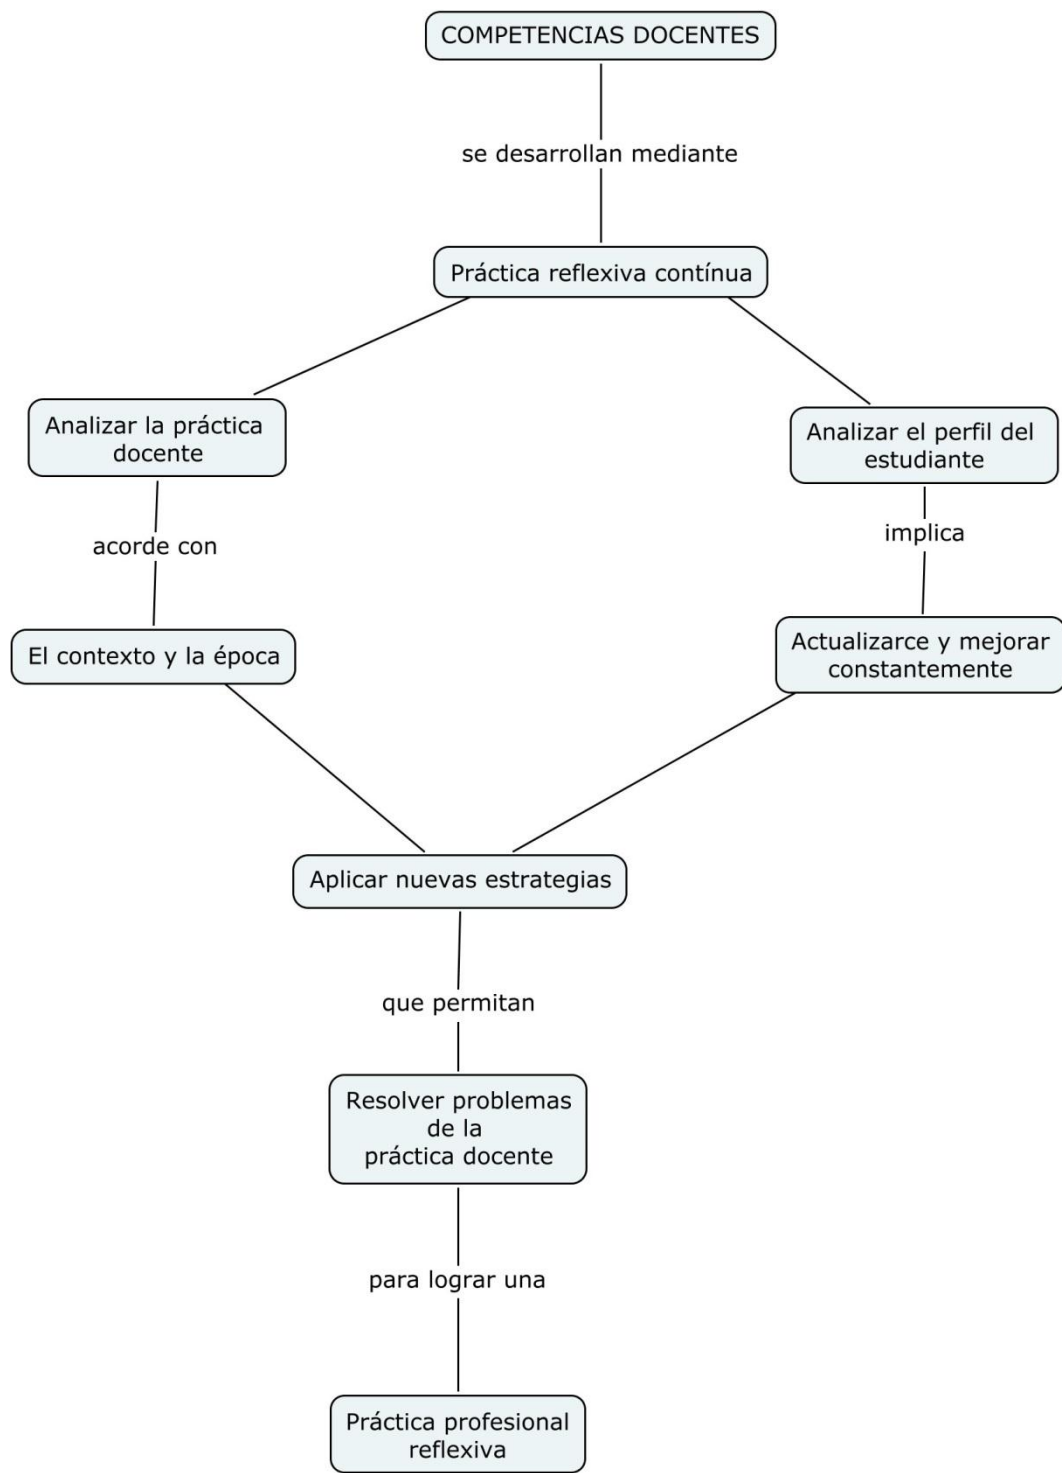 COMPETENCIAS DOCENTES
se desarrollan mediante
Práctica reflexiva contínua
Analizar la práctica
docente
Analizar el perfil del
estudiante
acorde con
implica
El contexto y la época
Actualizarce y mejorar
constantemente
Aplicar nuevas estrategias
que permitan
Resolver problemas
de la
práctica docente
para lograr una
Práctica profesional
reflexiva